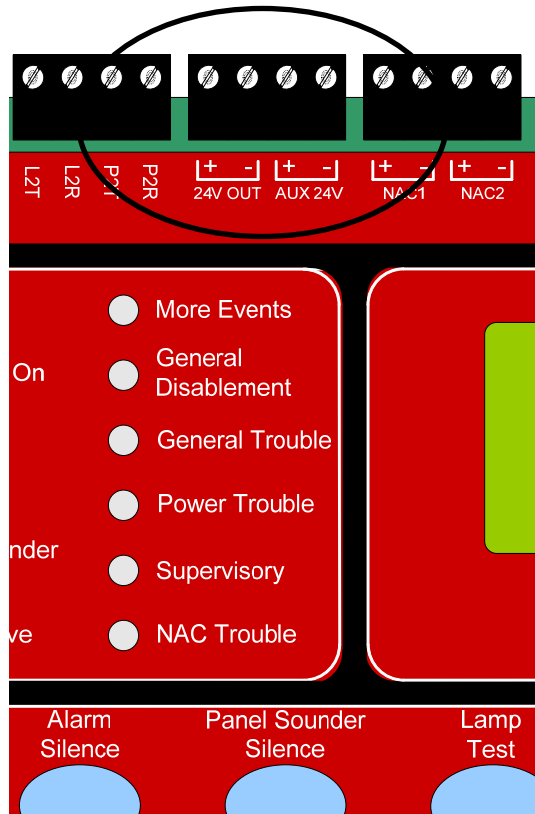 L2T L2R P2T P2R
+ - + - + - + -
24V OUT AUX 24V NAC1 NAC2
More Events
General
Disablement
On
General Trouble
Power Trouble
nder
Supervisory
ve
NAC Trouble
Alarm
Silence
Panel Sounder
Silence
Lamp
Test